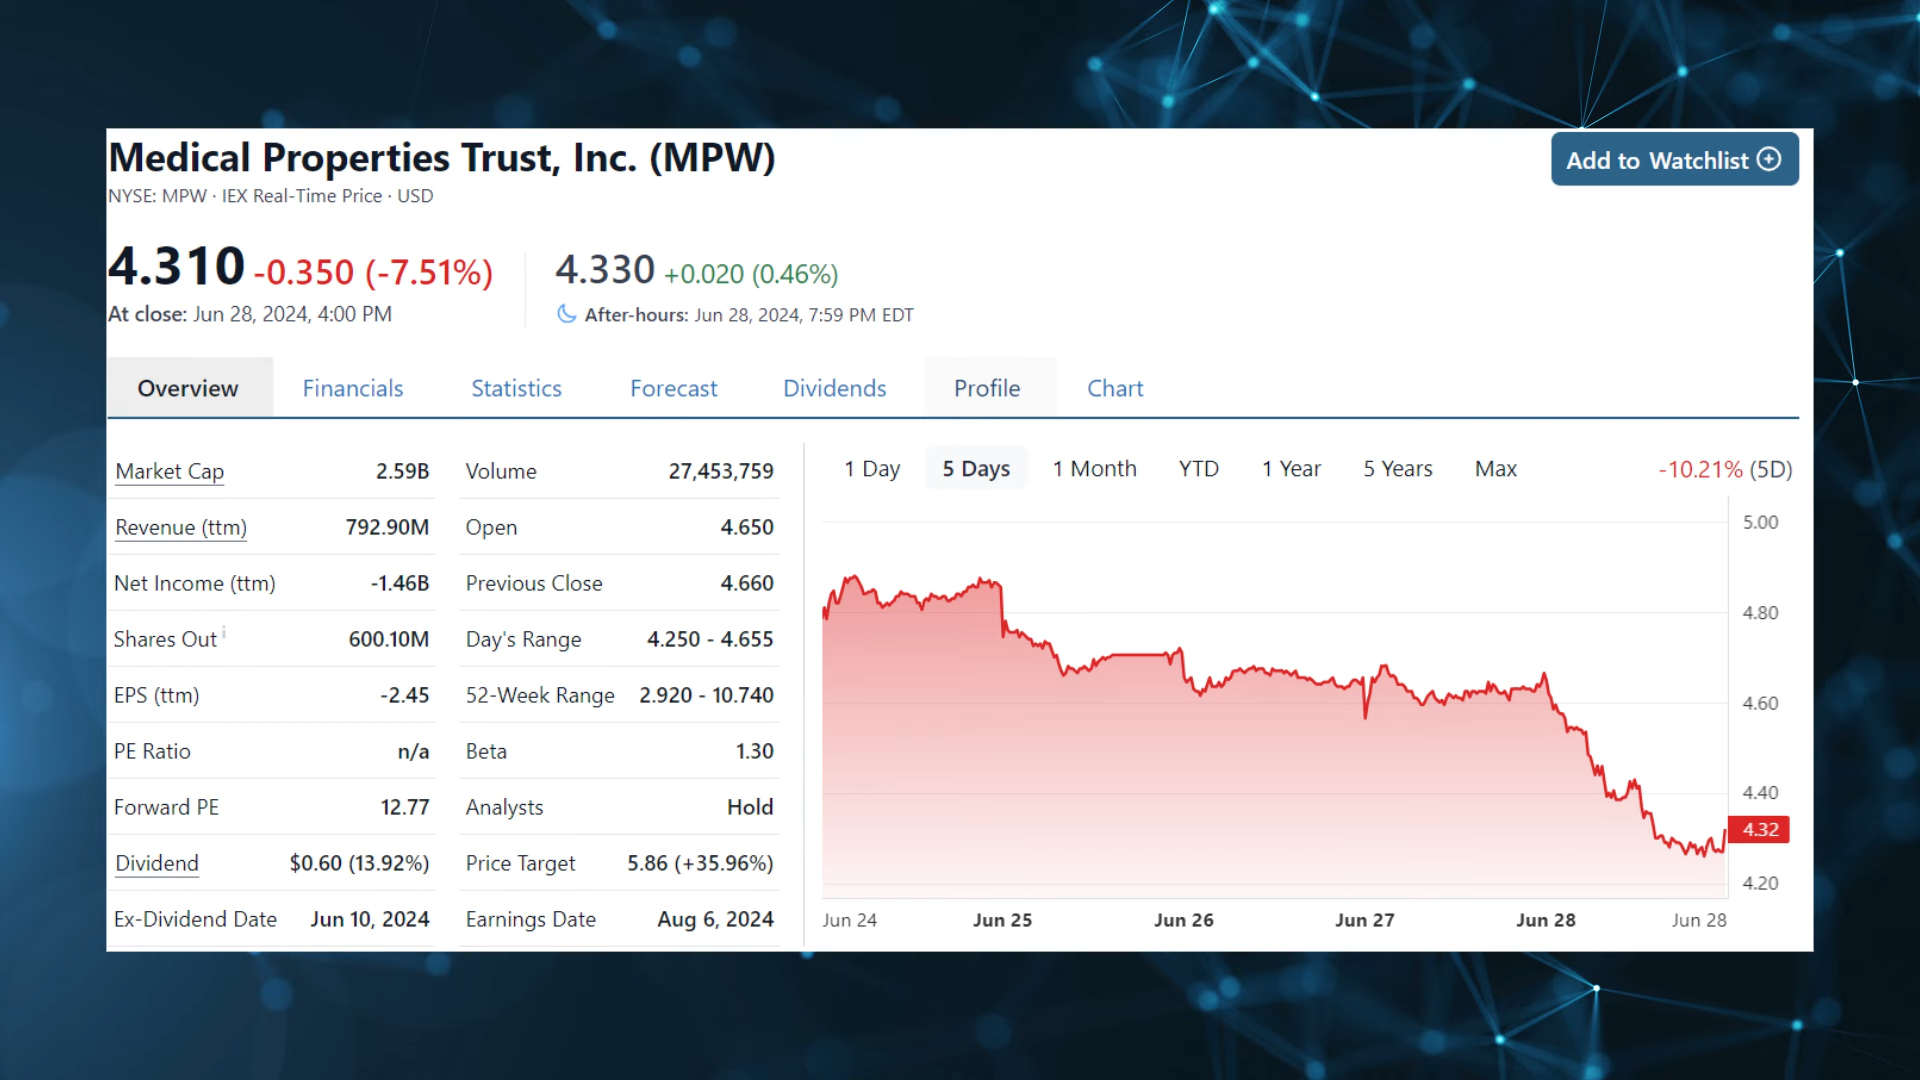 Medical Properties Trust, Inc. (MPW)
Add to Watchlist
NYSE: MPW · IEX Real-Time Price · USD
4.310 -0.350 (-7.51%)
4.330 +0.020 (0.46%)
At close: Jun 28, 2024, 4:00 PM
After-hours: Jun 28, 2024, 7:59 PM EDT
Overview Financials Statistics Forecast Dividends Profile Chart
Market Cap 2.59B
Revenue (ttm) 792.90M
Net Income (ttm) -1.46B
Shares Out i 600.10M
EPS (ttm) -2.45
PE Ratio n/a
Forward PE 12.77
Dividend $0.60 (13.92%)
Ex-Dividend Date Jun 10, 2024
Volume 27,453,759
Open 4.650
Previous Close 4.660
Day's Range 4.250 - 4.655
52-Week Range 2.920 - 10.740
Beta 1.30
Analysts Hold
Price Target 5.86 (+35.96%)
Earnings Date Aug 6, 2024
1 Day 5 Days 1 Month YTD 1 Year 5 Years Max -10.21% (5D)
5.00
4.80
4.60
4.40
4.32
4.20
Jun 24 Jun 25 Jun 26 Jun 27 Jun 28 Jun 28